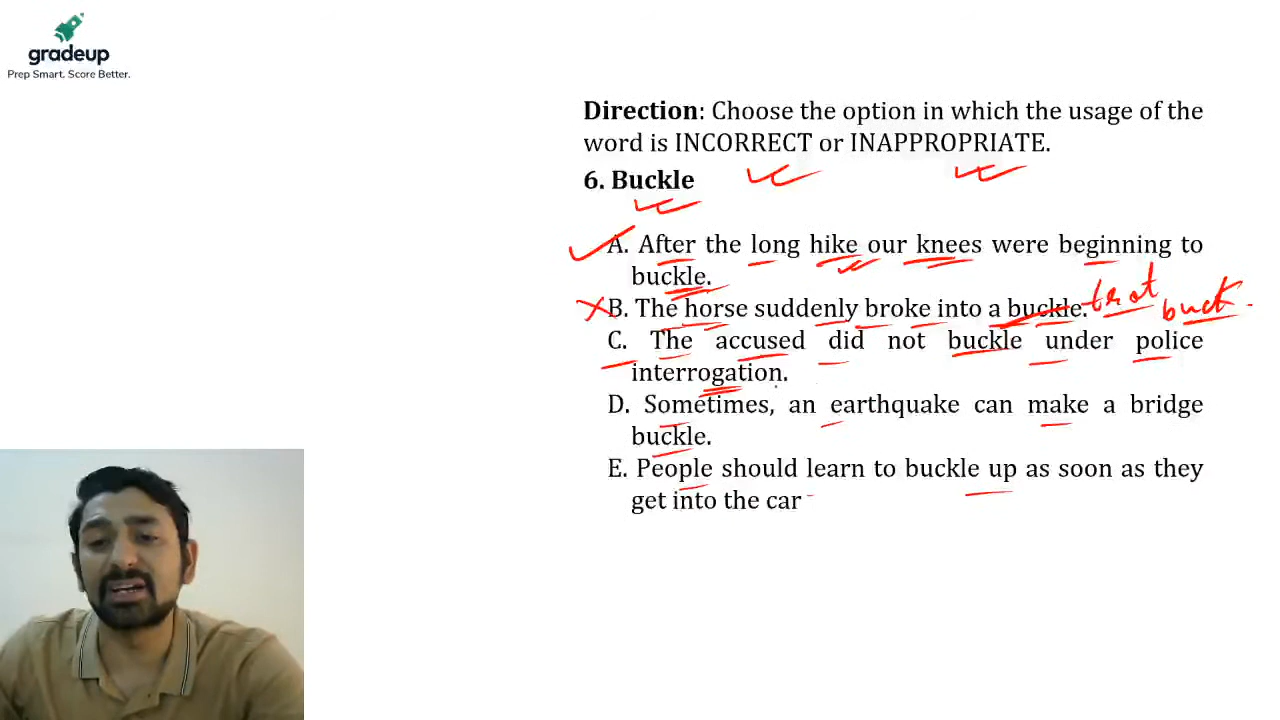 gradeup
Prep Smart. Score Better.
Direction: Choose the option in which the usage of the
word is INCORRECT or INAPPROPRIATE.
6. Buckle
A. After the long hike our knees were beginning to
buckle.
B. The horse suddenly broke into a buckle. trot buck.
C. The accused did not buckle under police
interrogation.
D. Sometimes, an earthquake can make a bridge
buckle.
E. People should learn to buckle up as soon as they
get into the car